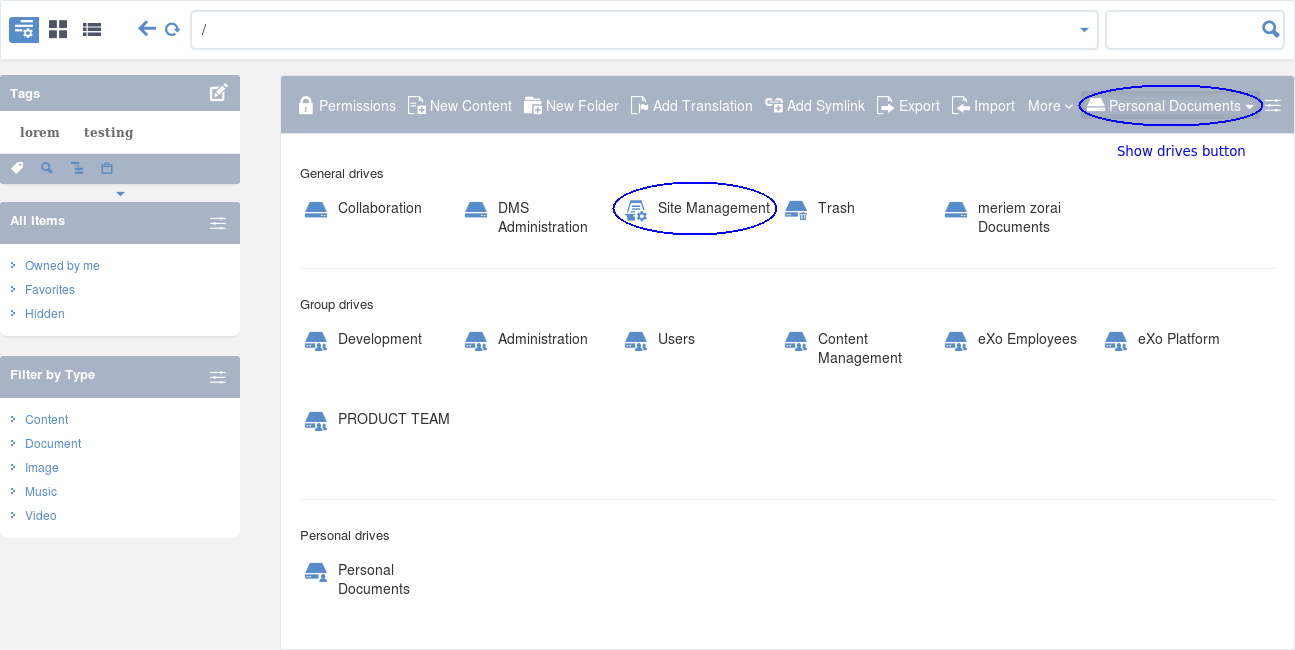 /
Tags
lorem testing
All Items
Owned by me
Favorites
Hidden
Filter by Type
Content
Document
Image
Music
Video
Permissions New Content New Folder Add Translation Add Symlink Export Import More Personal Documents
Show drives button
General drives
Collaboration
DMS
Administration
Site Management
Trash
meriem zorai
Documents
Group drives
Development
Administration
Users
Content
Management
eXo Employees
eXo Platform
PRODUCT TEAM
Personal drives
Personal
Documents